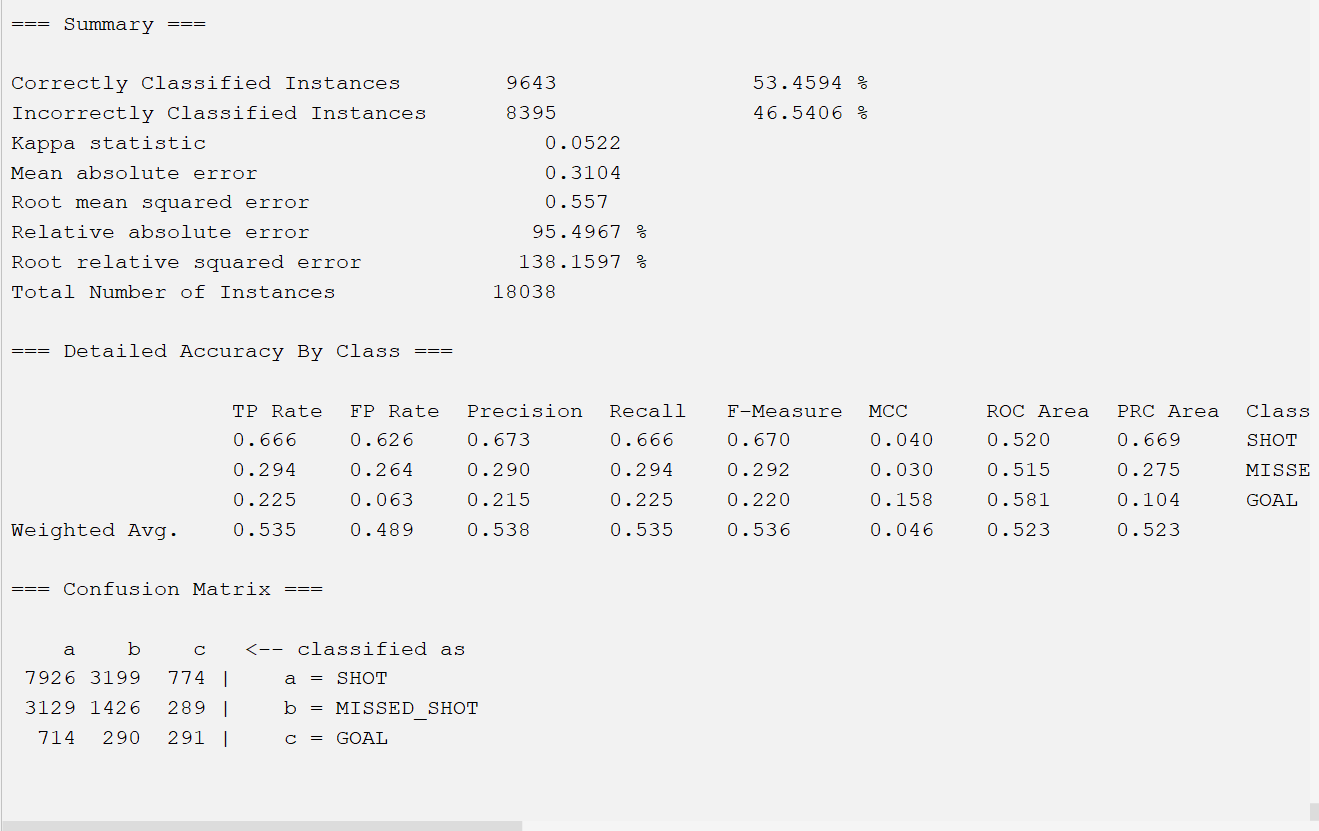 === Summary ===
Correctly Classified Instances 9643 53.4594 %
Incorrectly Classified Instances 8395 46.5406 %
Kappa statistic 0.0522
Mean absolute error 0.3104
Root mean squared error 0.557
Relative absolute error 95.4967 %
Root relative squared error 138.1597 %
Total Number of Instances 18038
=== Detailed Accuracy By Class ===
TP Rate FP Rate Precision Recall F-Measure MCC ROC Area PRC Area Class
0.666 0.626 0.673 0.666 0.670 0.040 0.520 0.669 SHOT
0.294 0.264 0.290 0.294 0.292 0.030 0.515 0.275 MISSE
0.225 0.063 0.215 0.225 0.220 0.158 0.581 0.104 GOAL
Weighted Avg. 0.535 0.489 0.538 0.535 0.536 0.046 0.523 0.523
=== Confusion Matrix ===
a b c <-- classified as
7926 3199 774 | a = SHOT
3129 1426 289 | b = MISSED_SHOT
714 290 291 | c = GOAL